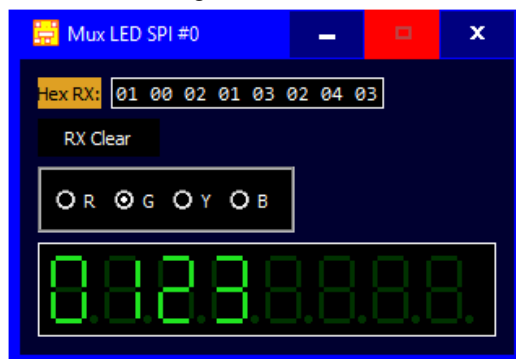 Mux LED SPI #0
Hex RX: 01 00 02 01 03 02 04 03
RX Clear
R G Y B
0123